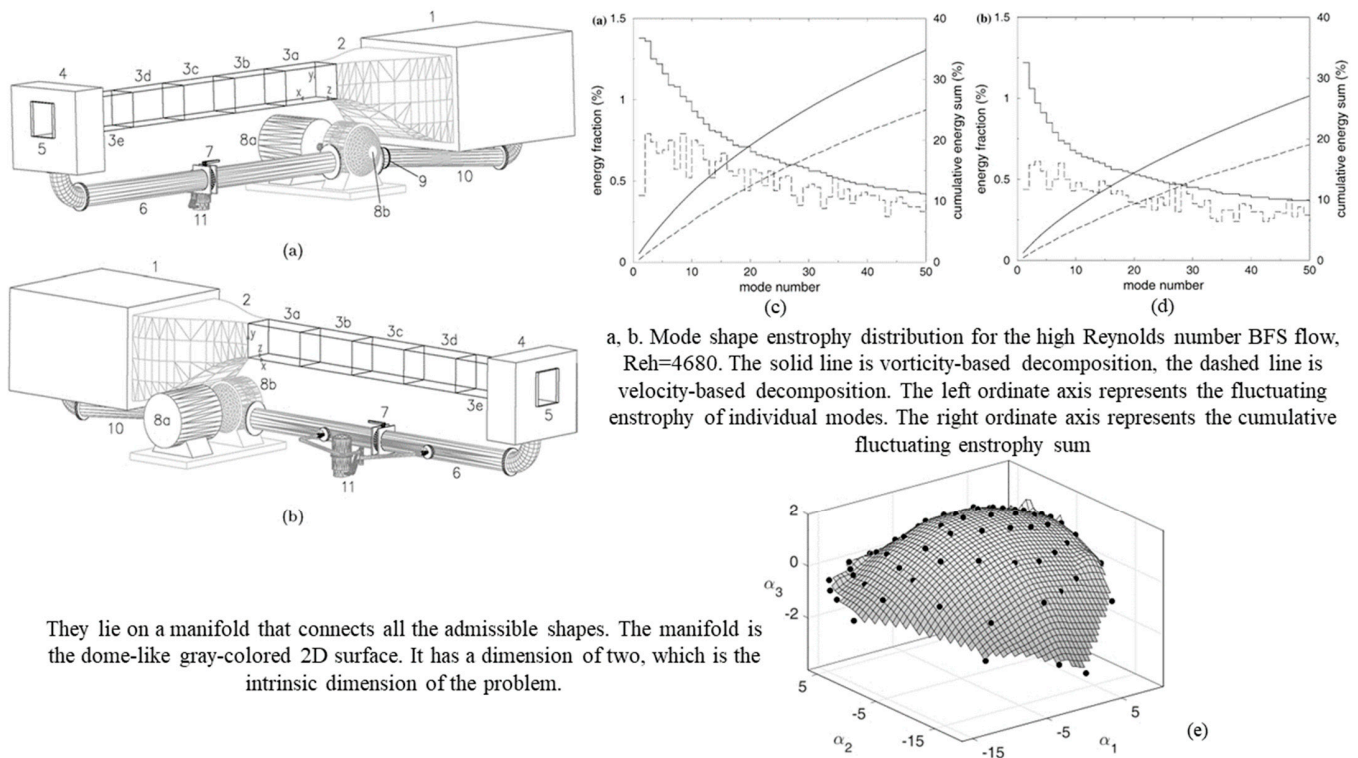 1
2
3a
3b
3c
3d
4
y
x
z
3e
5
8a
7
9
10
6
8b
11
(a)
1
2
3a
3b
3c
3d
4
y
z
x
8b
3e
5
10
8a
7
6
11
(b)
(a)
1.5
1
0.5
0
energy fraction (%)
0 10 20 30 40 50
mode number
40
30
20
10
0
cumulative energy sum (%)
(c)
(b)
1.5
1
0.5
0
energy fraction (%)
0 10 20 30 40 50
mode number
40
30
20
10
0
cumulative energy sum (%)
(d)
a, b. Mode shape enstrophy distribution for the high Reynolds number BFS flow,
Reh=4680. The solid line is vorticity-based decomposition, the dashed line is
velocity-based decomposition. The left ordinate axis represents the fluctuating
enstrophy of individual modes. The right ordinate axis represents the cumulative
fluctuating enstrophy sum
They lie on a manifold that connects all the admissible shapes. The manifold is
the dome-like gray-colored 2D surface. It has a dimension of two, which is the
intrinsic dimension of the problem.
2
0
-2
α3
5
-5
-15
α2
-15
-5
5
α1
(e)